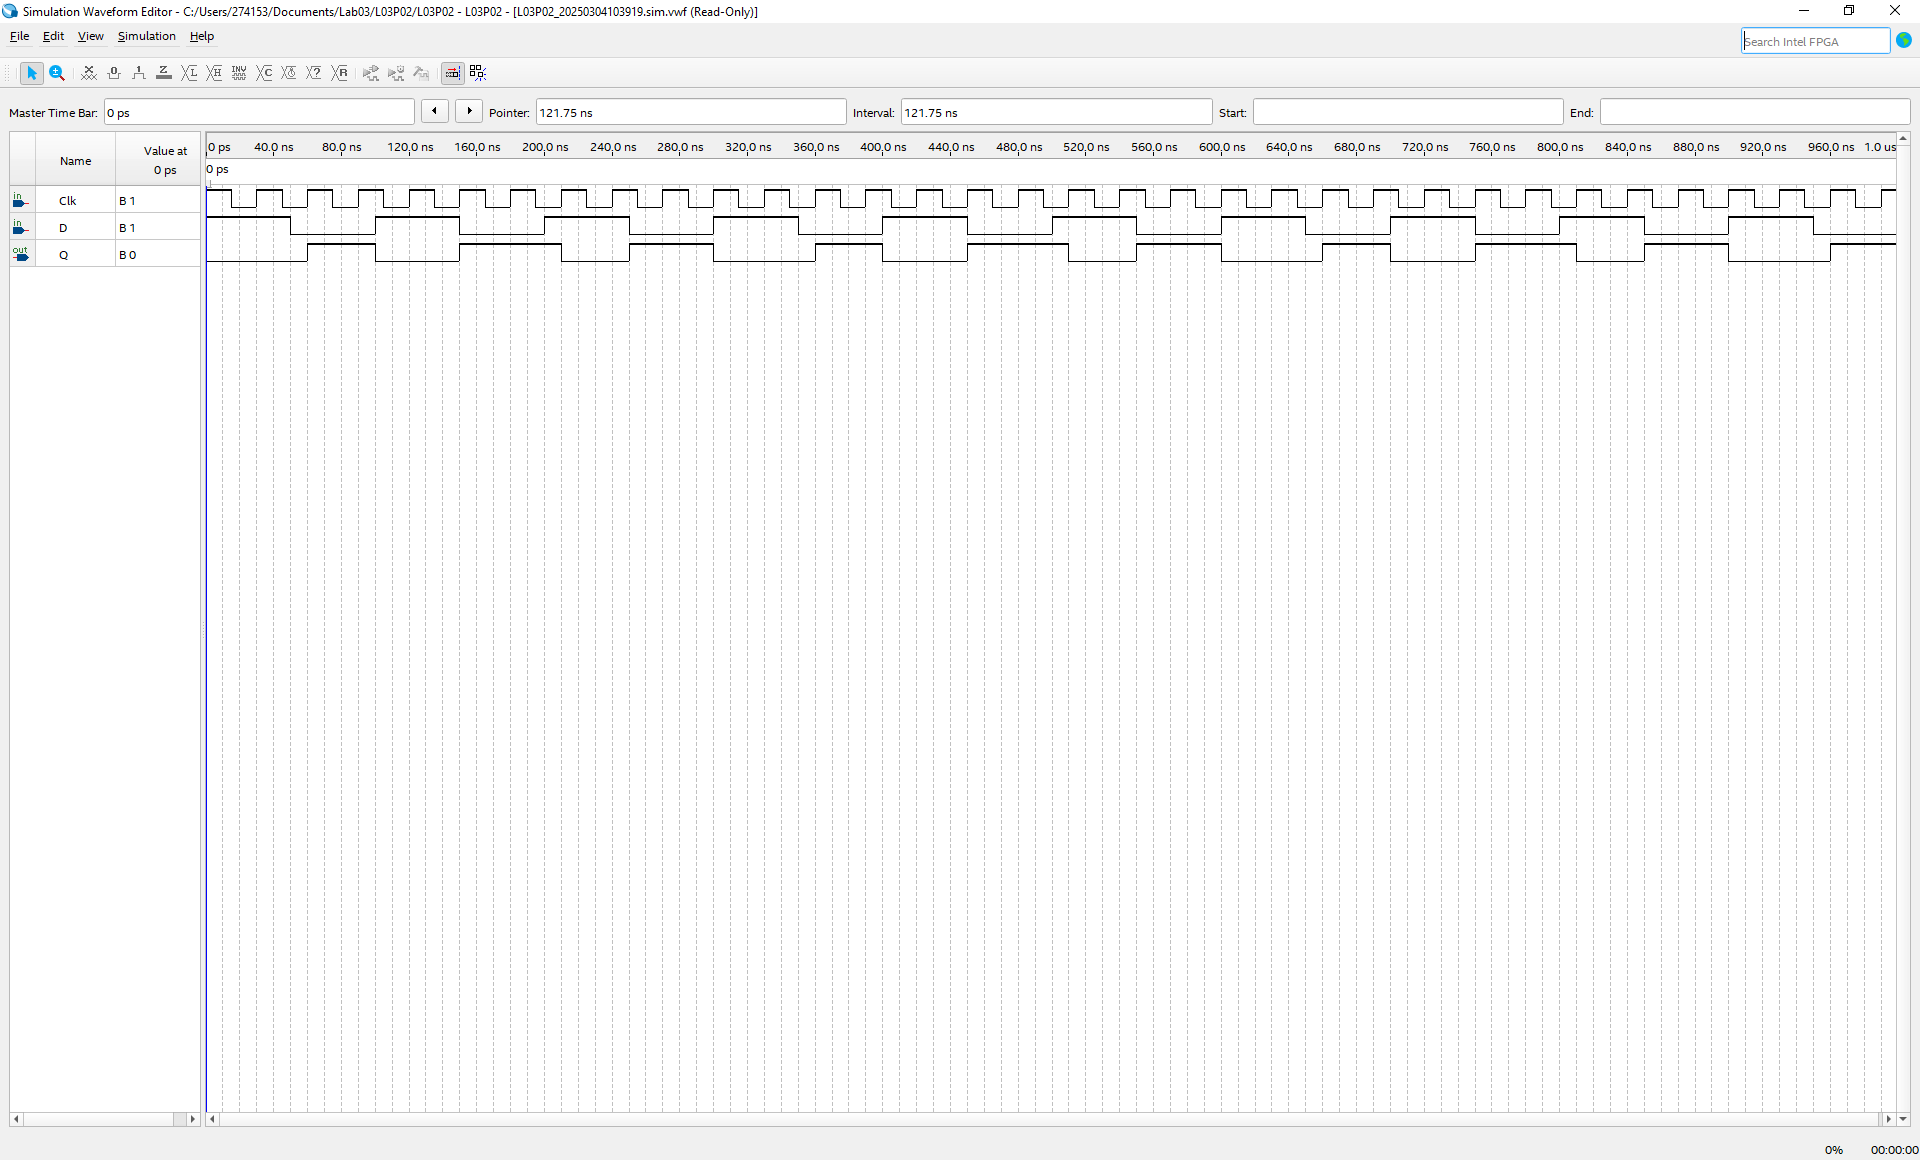 Simulation Waveform Editor - C:/Users/274153/Documents/Lab03/L03P02/L03P02 - L03P02 - [L03P02_20250304103919.sim.vwf (Read-Only)]
File Edit View Simulation Help
Search Intel FPGA
Master Time Bar: 0 ps Pointer: 121.75 ns Interval: 121.75 ns Start: End:
Name Value at 0 ps
0 ps 40.0 ns 80.0 ns 120.0 ns 160.0 ns 200.0 ns 240.0 ns 280.0 ns 320.0 ns 360.0 ns 400.0 ns 440.0 ns 480.0 ns 520.0 ns 560.0 ns 600.0 ns 640.0 ns 680.0 ns 720.0 ns 760.0 ns 800.0 ns 840.0 ns 880.0 ns 920.0 ns 960.0 ns 1.0 us
0 ps
in Clk B 1
in D B 1
out Q B 0
0% 00:00:00